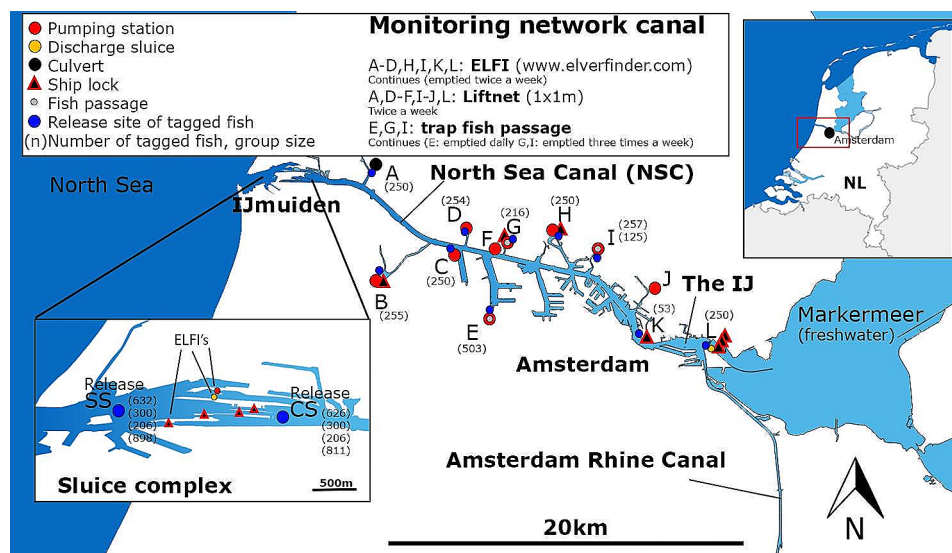 Pumping station
Discharge sluice
Culvert
Ship lock
Fish passage
Release site of tagged fish
(n)Number of tagged fish, group size
Monitoring network canal
A-D,H,I,K,L: ELFI (www.elverfinder.com)
Continues (emptied twice a week)
A,D-F,I-J,L: Liftnet (1x1m)
Twice a week
E,G,I: trap fish passage
Continues (E: emptied daily G,I: emptied three times a week)
Amsterdam
NL
North Sea
IJmuiden
A
(250)
North Sea Canal (NSC)
(254)
D
(216)
G
(250)
H
(257)
(125)
I
F
C
(250)
B
(255)
E
(503)
J
(53)
K
The IJ
(250)
L
Markermeer
(freshwater)
Amsterdam
Amsterdam Rhine Canal
ELFI's
Release
SS
(632)
(300)
(206)
(898)
Release
CS
(626)
(300)
(206)
(811)
Sluice complex
500m
20km
N